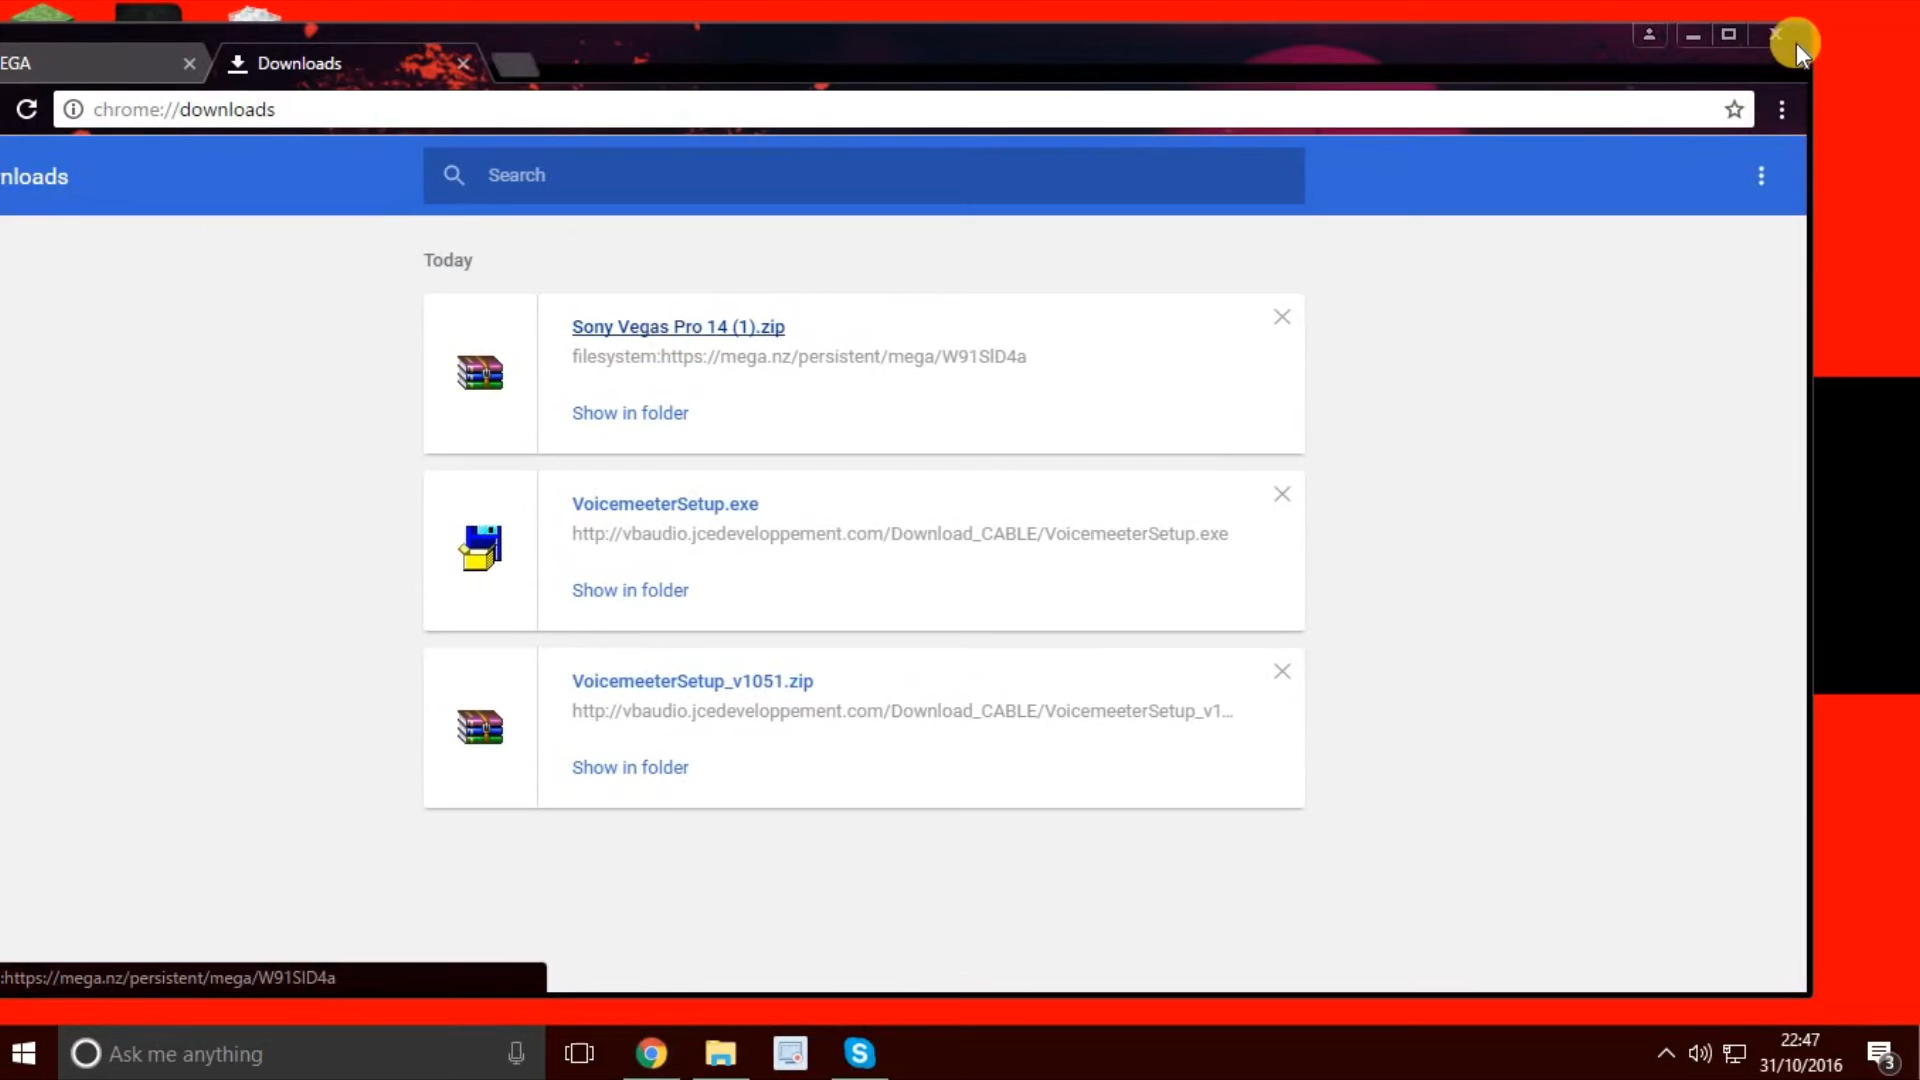 EGA
Downloads
chrome://downloads
nloads
Search
Today
Sony Vegas Pro 14 (1).zip
filesystem:https://mega.nz/persistent/mega/W91SlD4a
Show in folder
VoicemeeterSetup.exe
http://vbaudio.jcedeveloppement.com/Download_CABLE/VoicemeeterSetup.exe
Show in folder
VoicemeeterSetup_v1051.zip
http://vbaudio.jcedeveloppement.com/Download_CABLE/VoicemeeterSetup_v1...
Show in folder
:https://mega.nz/persistent/mega/W91SlD4a
Ask me anything
22:47
31/10/2016
3